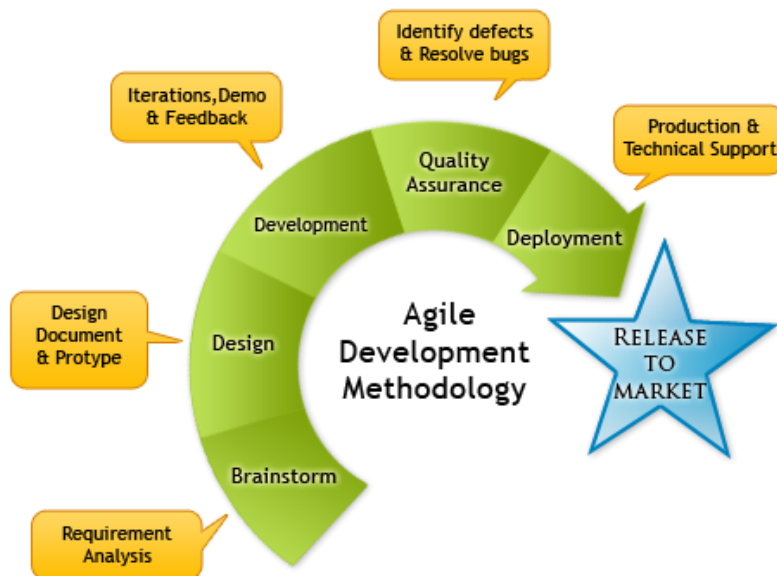 Identify defects
& Resolve bugs
Iterations,Demo
& Feedback
Production &
Technical Support
Quality
Assurance
Development
Deployment
Design
Document
& Protype
Design
Agile
Development
Methodology
RELEASE
TO
MARKET
Brainstorm
Requirement
Analysis